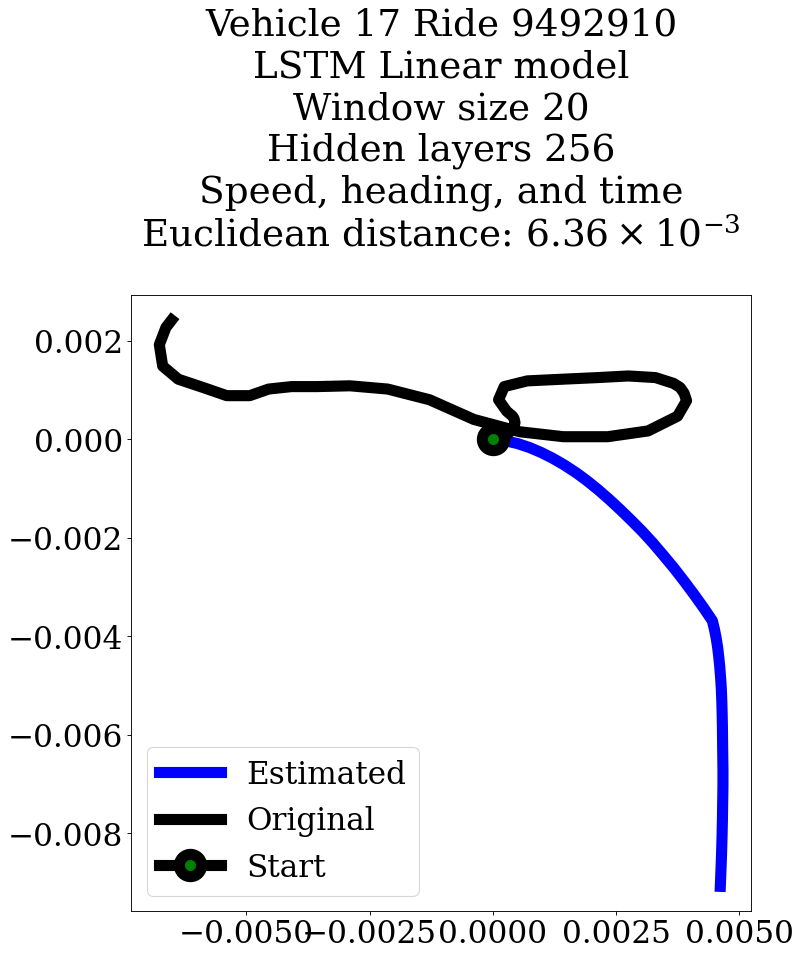 Vehicle 17 Ride 9492910
LSTM Linear model
Window size 20
Hidden layers 256
Speed, heading, and time
Euclidean distance: 6.36 × 10⁻³
0.002
0.000
−0.002
−0.004
−0.006
−0.008
Estimated
Original
Start
−0.0050 −0.0025 0.0000 0.0025 0.0050